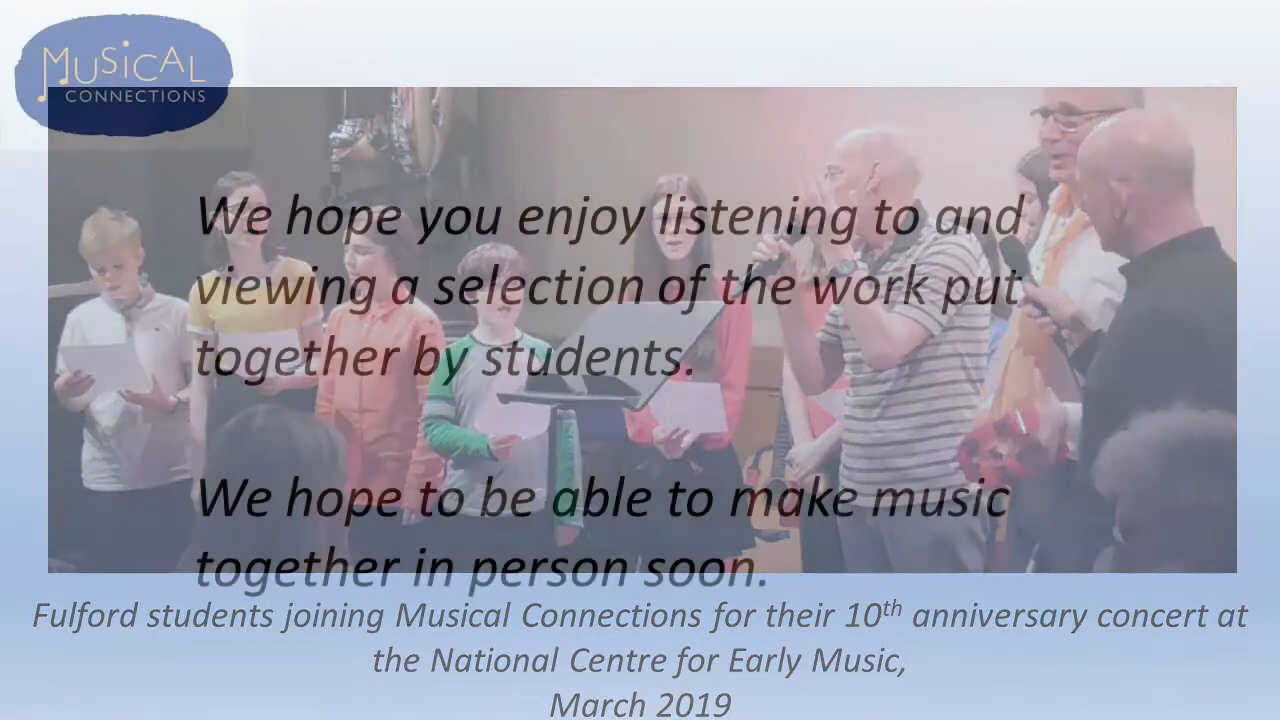 MUSICAL
CONNECTIONS
We hope you enjoy listening to and
viewing a selection of the work put
together by students.
We hope to be able to make music
together in person soon.
Fulford students joining Musical Connections for their 10th anniversary concert at
the National Centre for Early Music,
March 2019